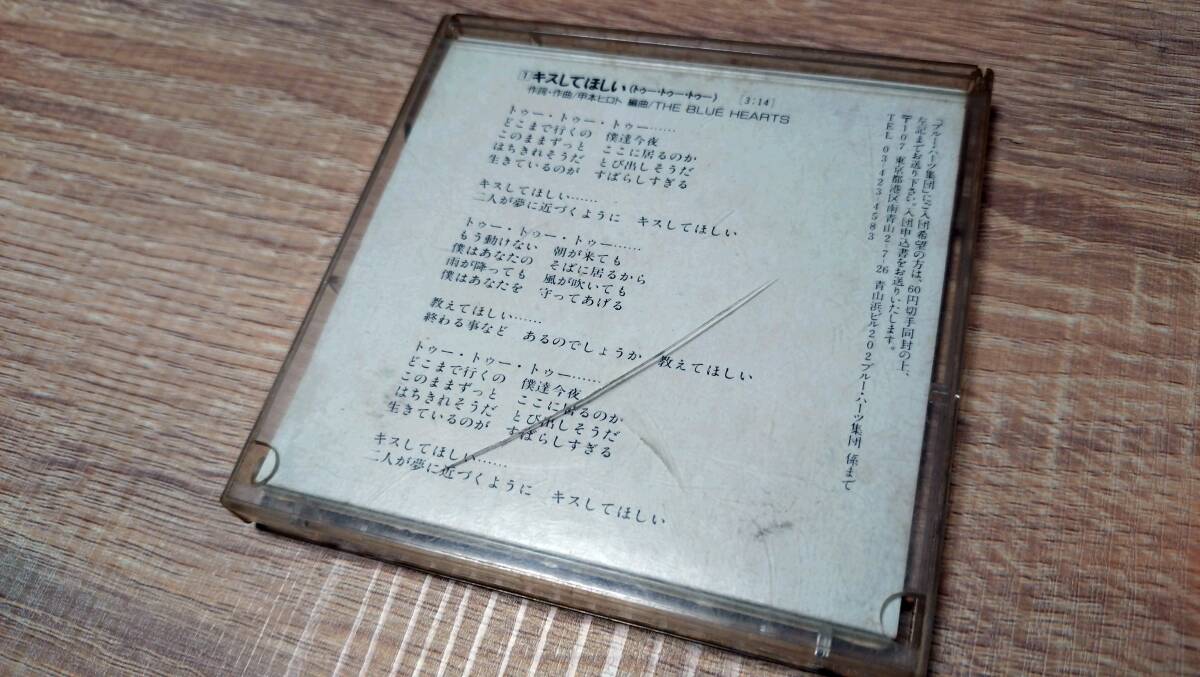 1 キスしてほしい(トゥー・トゥー・トゥー) [3:14]
作詞・作曲/甲本ヒロト 編曲/THE BLUE HEARTS
トゥー・トゥー・トゥー……
どこまで行くの 僕達今夜
このままずっと ここに居るのか
はちきれそうだ とび出しそうだ
生きているのが すばらしすぎる
キスしてほしい……
二人が夢に近づくように キスしてほしい
トゥー・トゥー・トゥー……
もう動けない 朝が来ても
僕はあなたの そばに居るから
雨が降っても 風が吹いても
僕はあなたを 守ってあげる
教えてほしい……
終わる事など あるのでしょうか 教えてほしい
トゥー・トゥー・トゥー……
どこまで行くの 僕達今夜
このままずっと ここに居るのか
はちきれそうだ とび出しそうだ
生きているのが すばらしすぎる
キスしてほしい……
二人が夢に近づくように キスしてほしい
「ブルー・ハーツ集団」にご入団希望の方は、60円切手同封の上、
左記までお送り下さい。入団申込書をお送りいたします。
〒107 東京都港区南青山2-7-26 青山浜ビル202ブルー・ハーツ集団 係まで
TEL 03-423-4583